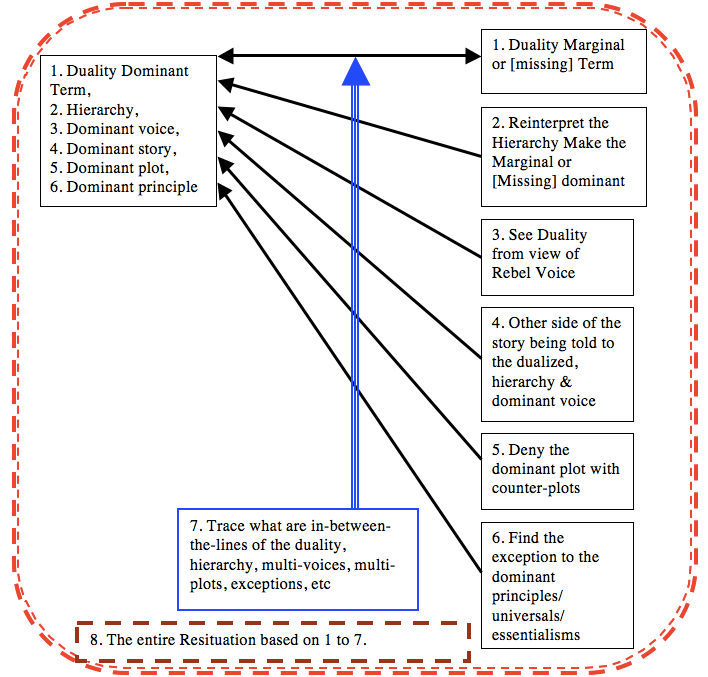 1. Duality Dominant
Term,
2. Hierarchy,
3. Dominant voice,
4. Dominant story,
5. Dominant plot,
6. Dominant principle
1. Duality Marginal
or [missing] Term
2. Reinterpret the
Hierarchy Make the
Marginal or
[Missing] dominant
3. See Duality
from view of
Rebel Voice
4. Other side of the
story being told to
the dualized,
hierarchy &
dominant voice
5. Deny the
dominant plot with
counter-plots
6. Find the
exception to the
dominant
principles/
universals/
essentialisms
7. Trace what are in-between-
the-lines of the duality,
hierarchy, multi-voices, multi-
plots, exceptions, etc
8. The entire Resituation based on 1 to 7.